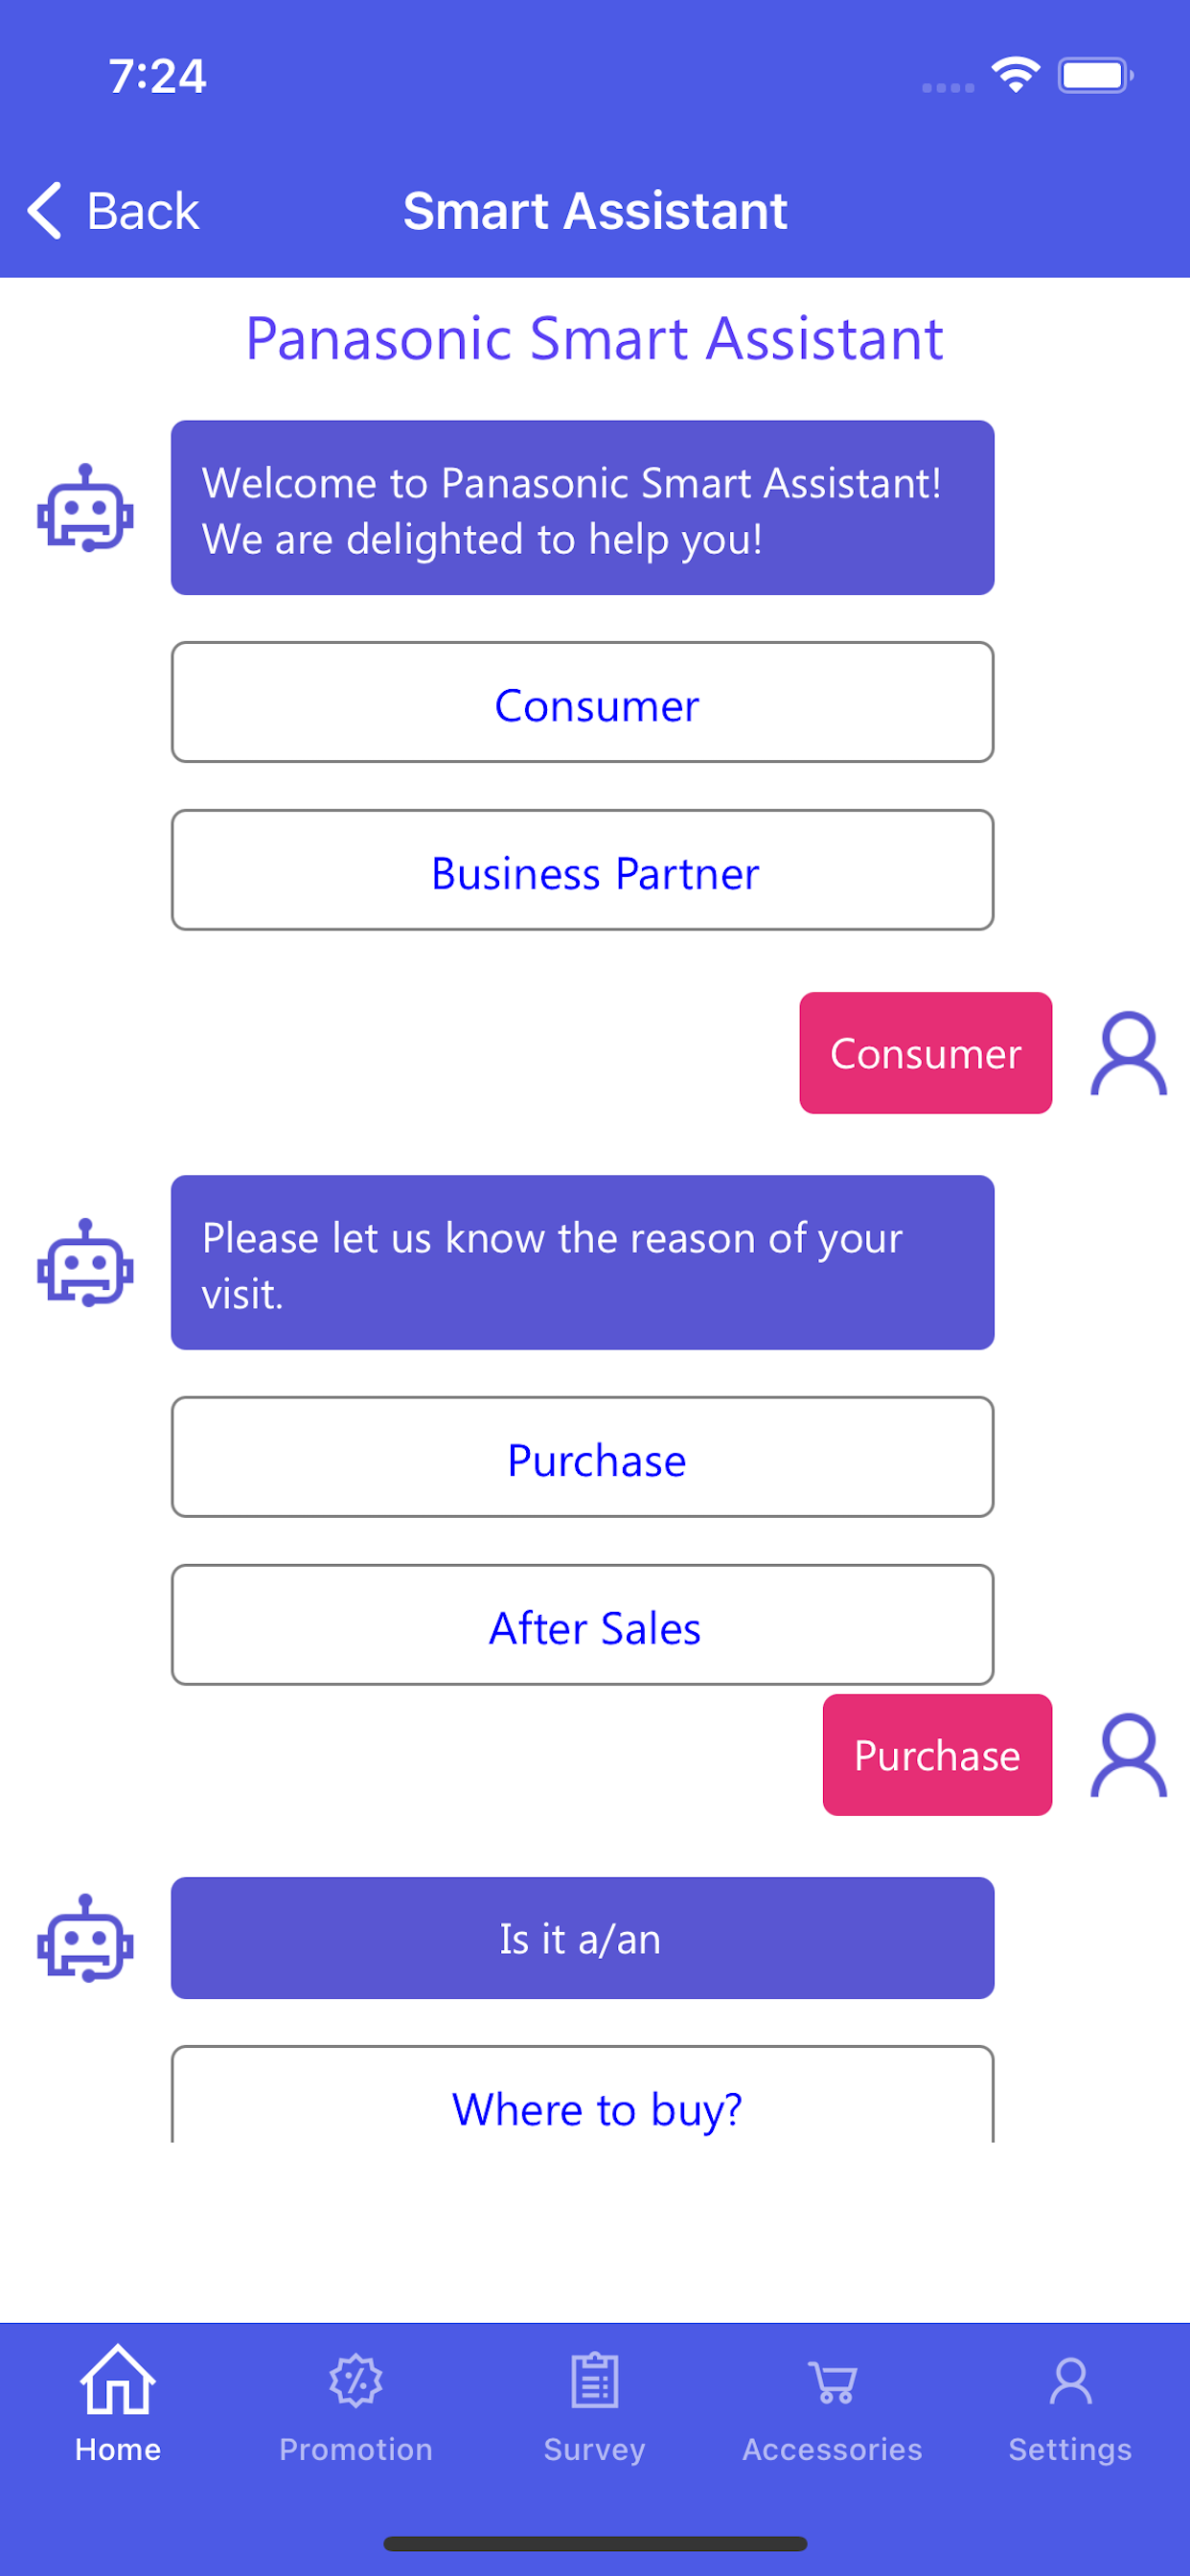 7:24
Back
Smart Assistant
Panasonic Smart Assistant
Welcome to Panasonic Smart Assistant!
We are delighted to help you!
Consumer
Business Partner
Consumer
Please let us know the reason of your
visit.
Purchase
After Sales
Purchase
Is it a/an
Where to buy?
Home
Promotion
Survey
Accessories
Settings